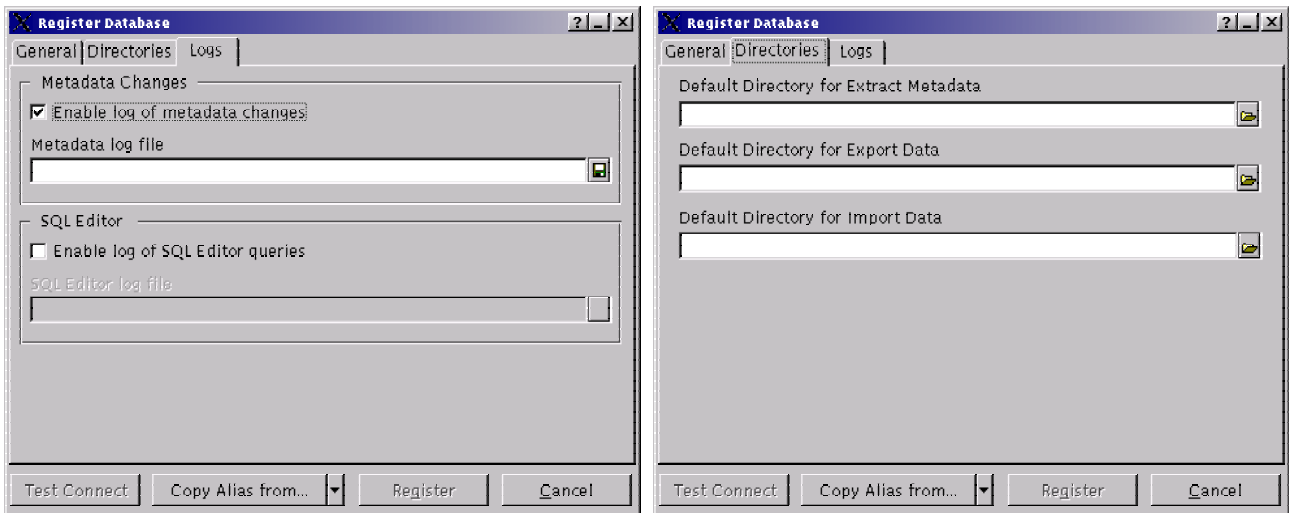 Register Database
General Directories Logs
Metadata Changes
Enable log of metadata changes
Metadata log file
SQL Editor
Enable log of SQL Editor queries
SQL Editor log file
Test Connect Copy Alias from... Register Cancel
Register Database
General Directories Logs
Default Directory for Extract Metadata
Default Directory for Export Data
Default Directory for Import Data
Test Connect Copy Alias from... Register Cancel